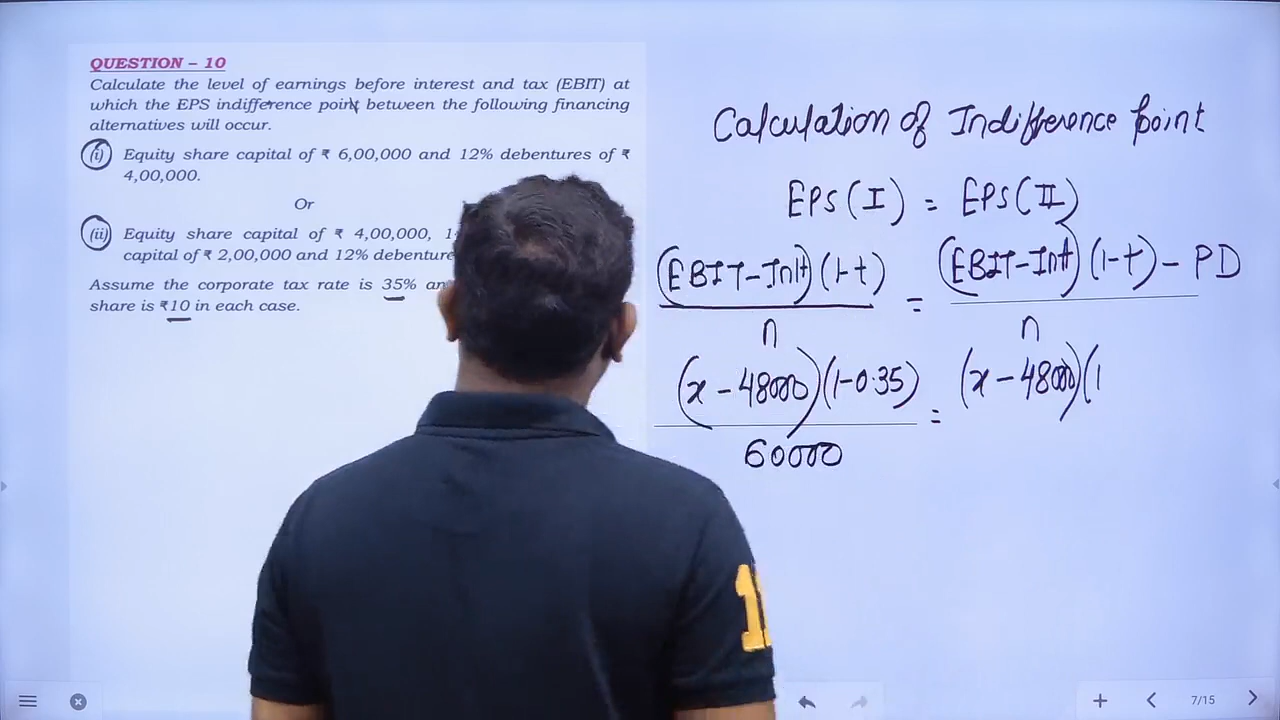 QUESTION – 10
Calculate the level of earnings before interest and tax (EBIT) at
which the EPS indifference point between the following financing
alternatives will occur.
(i) Equity share capital of ₹ 6,00,000 and 12% debentures of ₹
4,00,000.
Or
(ii) Equity share capital of ₹ 4,00,000,
capital of ₹ 2,00,000 and 12%
Assume the corporate tax rate is 35%
share is ₹10 in each case.
Calculation of Indifference point
EPS(I) = EPS(II)
(EBIT-Int)(1-t) / n = (EBIT-Int)(1-t) - PD / n
(x - 48000)(1-0.35) / 60000 = (x - 48000)(1
7/15